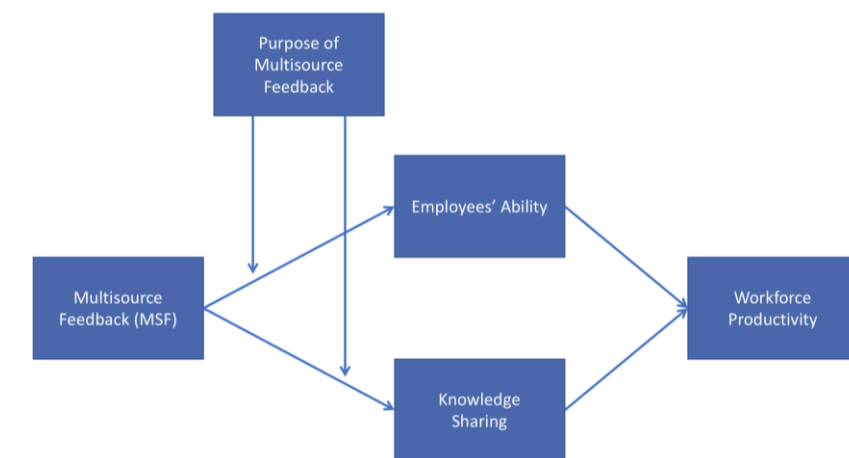 Purpose of
Multisource
Feedback
Employees’ Ability
Multisource
Feedback (MSF)
Workforce
Productivity
Knowledge
Sharing